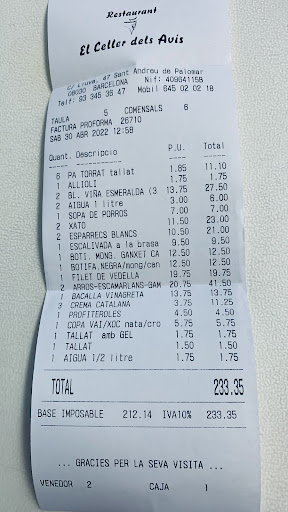 Restaurant
El Celler dels Avis
C/ Lluva, 47 Sant Andreu de Palomar
08030 BARCELONA Nif: 40964115B
Telf: 93 345 36 47 Mobil 645 02 02 18
TAULA 5 COMENSALS 6
FACTURA PROFORMA 26710
SAB 30 ABR 2022 12:58
Quant. Descripcio P.U. Total
6 PA TORRAT tallat 1.85 11.10
1 ALLIOLI 1.75 1.75
2 BL. VIÑA ESMERALDA (3 13.75 27.50
2 AIGUA 1 litre 3.00 6.00
1 SOPA DE PORROS 7.00 7.00
2 XATO 11.50 23.00
2 ESPARRECS BLANCS 10.50 21.00
1 ESCALIVADA a la brasa 9.50 9.50
1 BOTI. MONG. GANXET CA 12.50 12.50
1 BOTIFA.NEGRA/mong/can 12.50 12.50
1 FILET DE VEDELLA 19.75 19.75
2 ARROS-ESCAMARLANS-GAM 20.75 41.50
1 BACALLA VINAGRETA 13.75 13.75
3 CREMA CATALANA 3.75 11.25
1 PROFITEROLES 4.50 4.50
1 COPA VAI/XOC nata/cro 5.75 5.75
1 TALLAT amb GEL 1.75 1.75
1 TALLAT 1.50 1.50
1 AIGUA 1/2 litre 1.75 1.75
TOTAL 233.35
BASE IMPOSABLE 212.14 IVA10% 233.35
... GRACIES PER LA SEVA VISITA ...
VENEDOR 2 CAJA 1